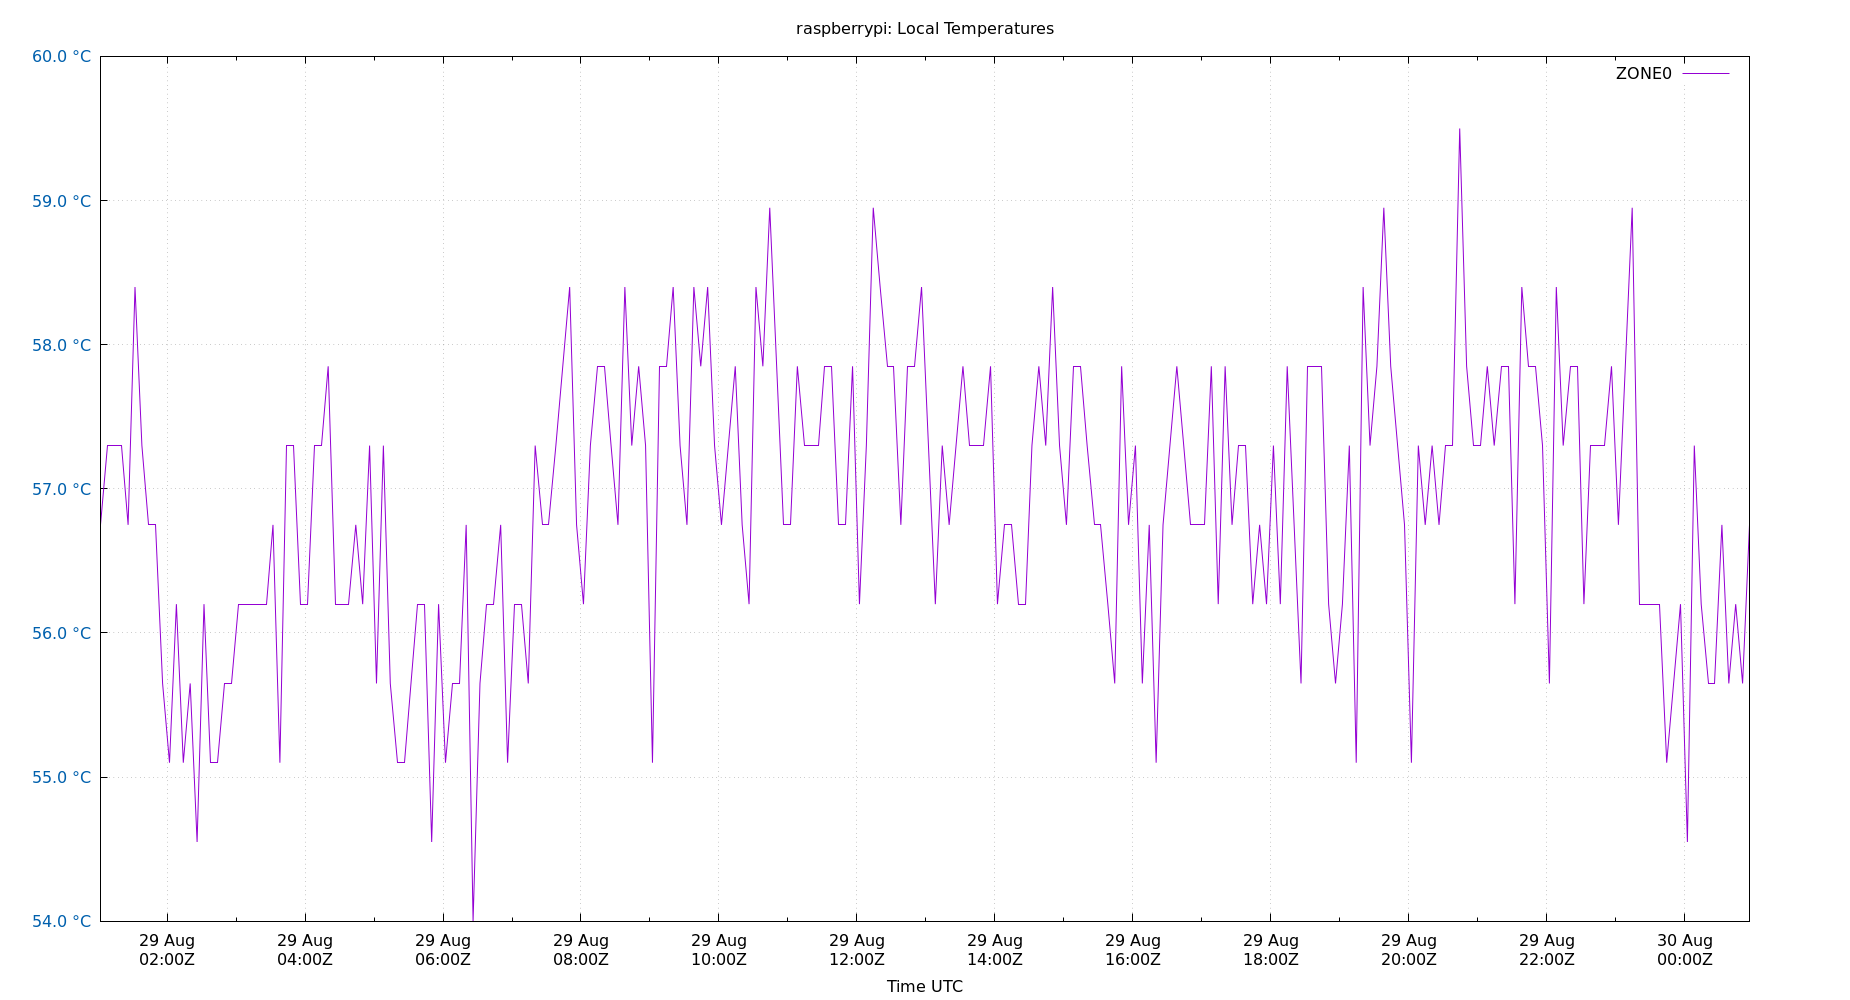 raspberrypi: Local Temperatures
60.0 °C
ZONE0
59.0 °C
58.0 °C
57.0 °C
56.0 °C
55.0 °C
54.0 °C
29 Aug 29 Aug 29 Aug 29 Aug 29 Aug 29 Aug 29 Aug 29 Aug 29 Aug 29 Aug 29 Aug 30 Aug
02:00Z 04:00Z 06:00Z 08:00Z 10:00Z 12:00Z 14:00Z 16:00Z 18:00Z 20:00Z 22:00Z 00:00Z
Time UTC